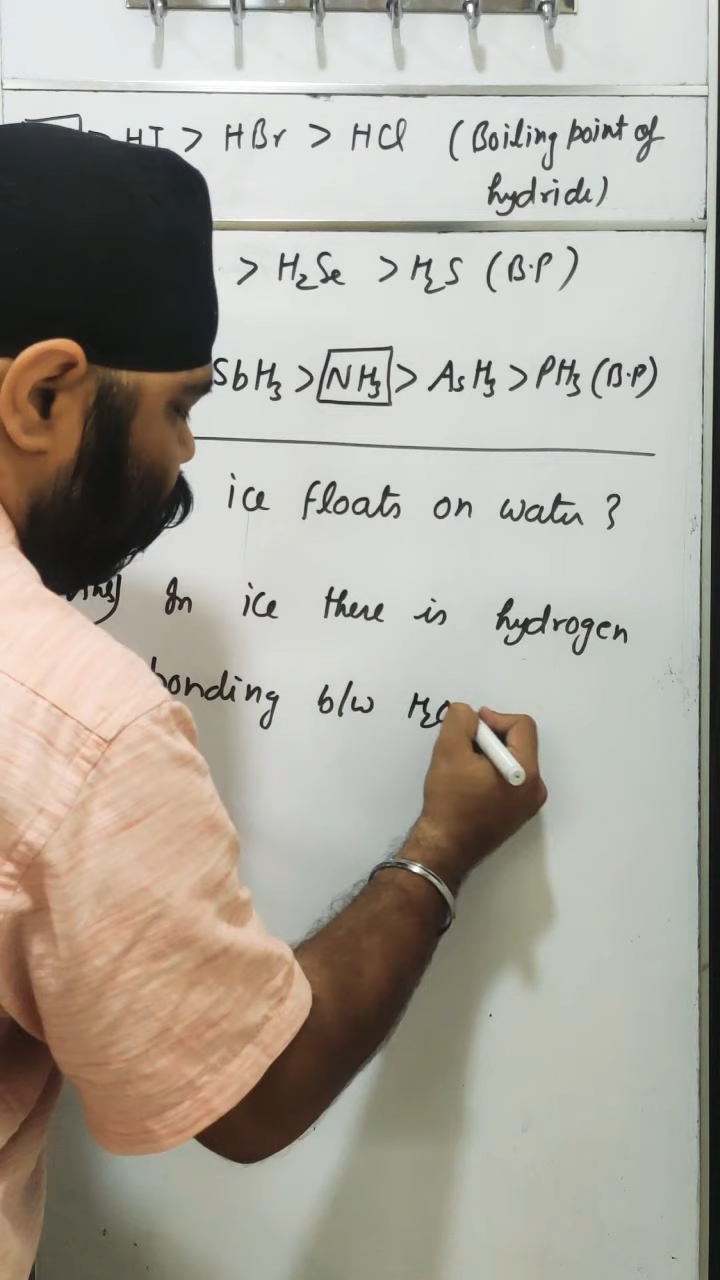 HI > HBr > HCl (Boiling point of
hydride)
> H₂Se > H₂S (B.P)
SbH₃ > NH₃ > AsH₃ > PH₃ (B.P)
ice floats on water ?
In ice there is hydrogen
bonding b/w H₂O